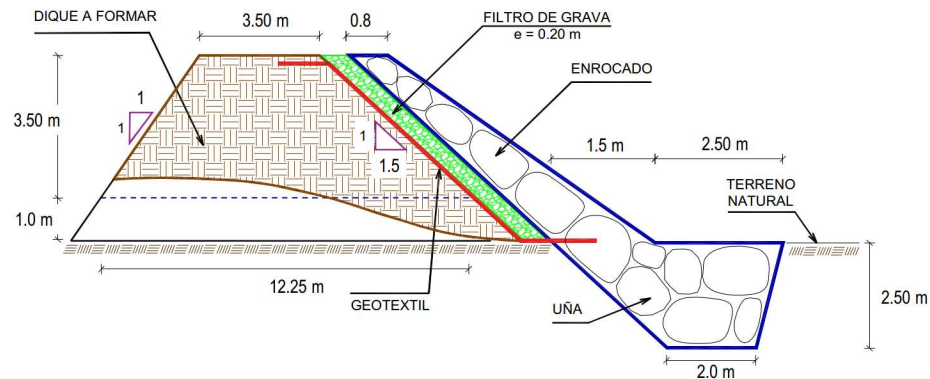 DIQUE A FORMAR
3.50 m
0.8
FILTRO DE GRAVA
e = 0.20 m
ENROCADO
1
1
3.50 m
1
1.5
1.5 m
2.50 m
TERRENO
NATURAL
1.0 m
12.25 m
GEOTEXTIL
UÑA
2.50 m
2.0 m